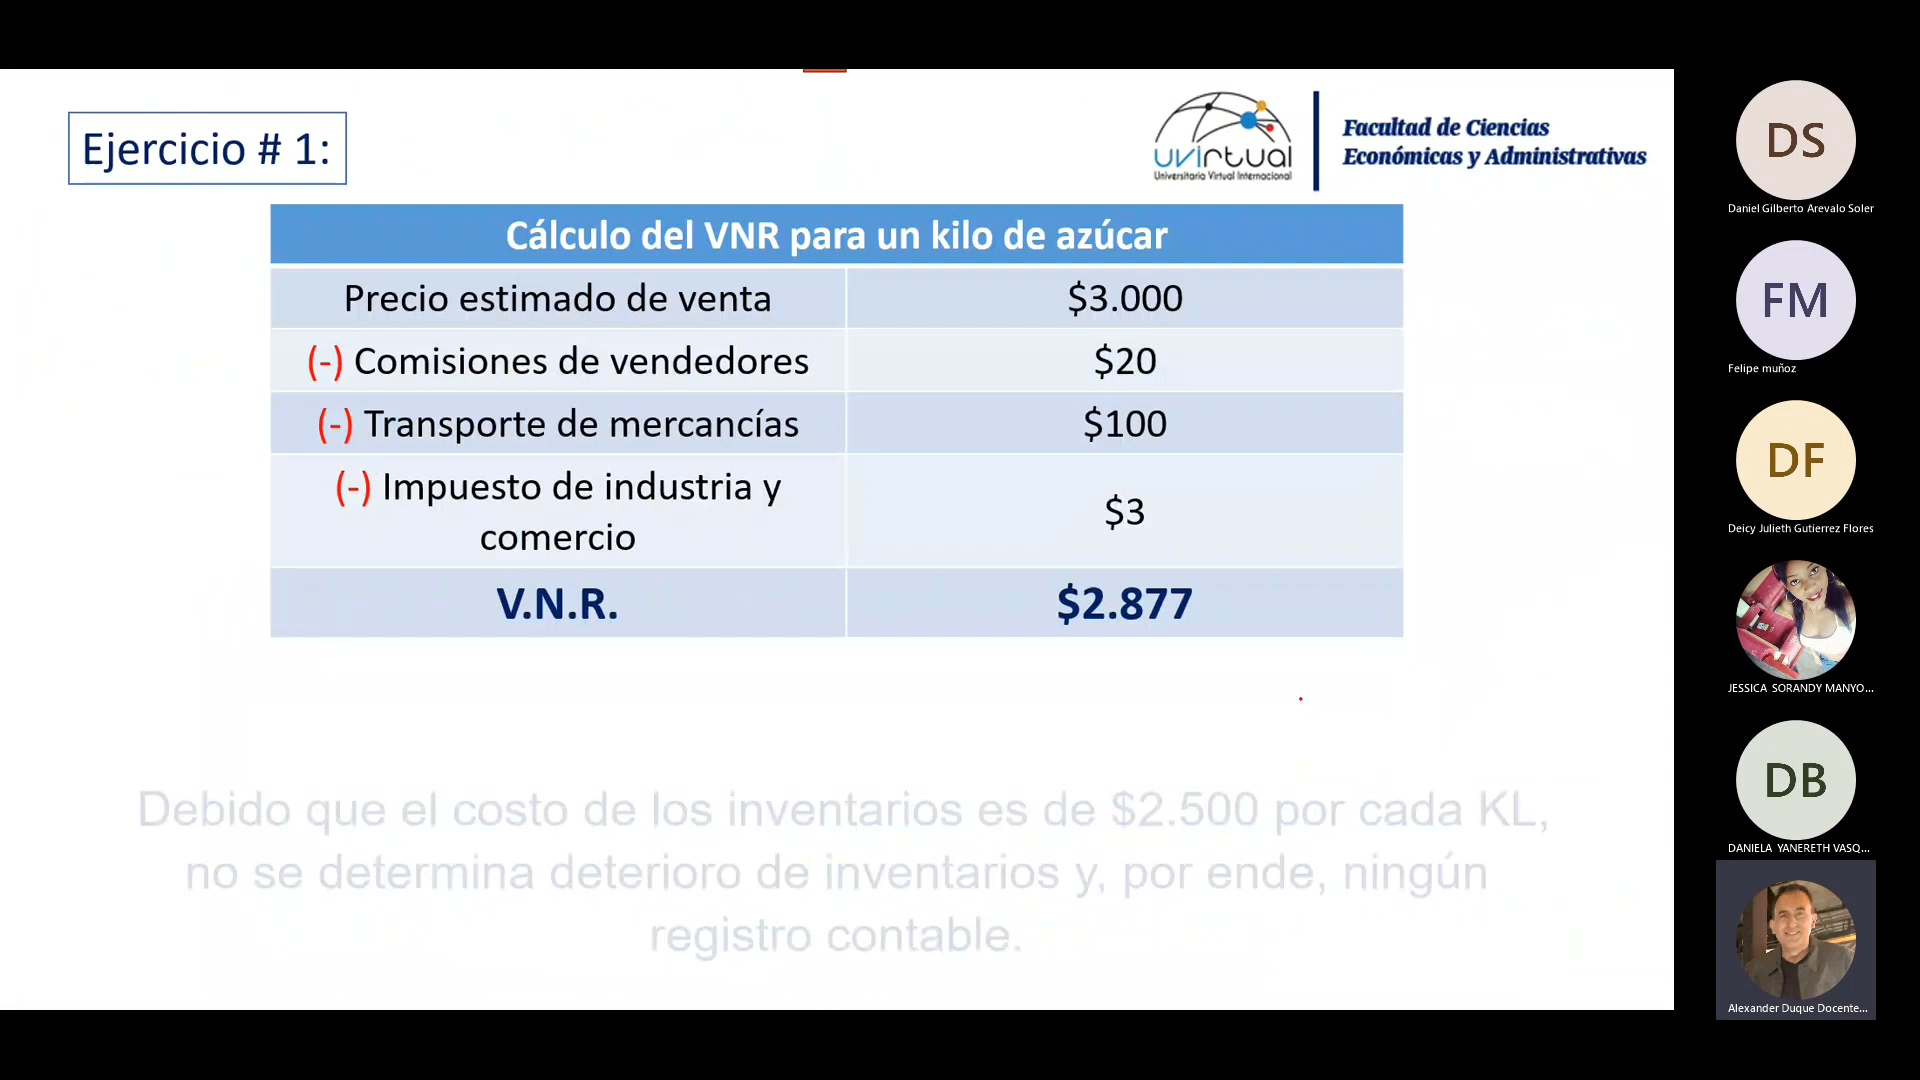 Ejercicio # 1:
uvirtual
Universitaria Virtual Internacional
Facultad de Ciencias
Económicas y Administrativas
Cálculo del VNR para un kilo de azúcar
Precio estimado de venta $3.000
(-) Comisiones de vendedores $20
(-) Transporte de mercancías $100
(-) Impuesto de industria y
comercio $3
V.N.R. $2.877
Debido que el costo de los inventarios es de $2.500 por cada KL,
no se determina deterioro de inventarios y, por ende, ningún
registro contable.
DS
Daniel Gilberto Arevalo Soler
FM
Felipe muñoz
DF
Deicy Julieth Gutierrez Flores
JESSICA SORANDY MANYO...
DB
DANIELA YANERETH VASQ...
Alexander Duque Docente...